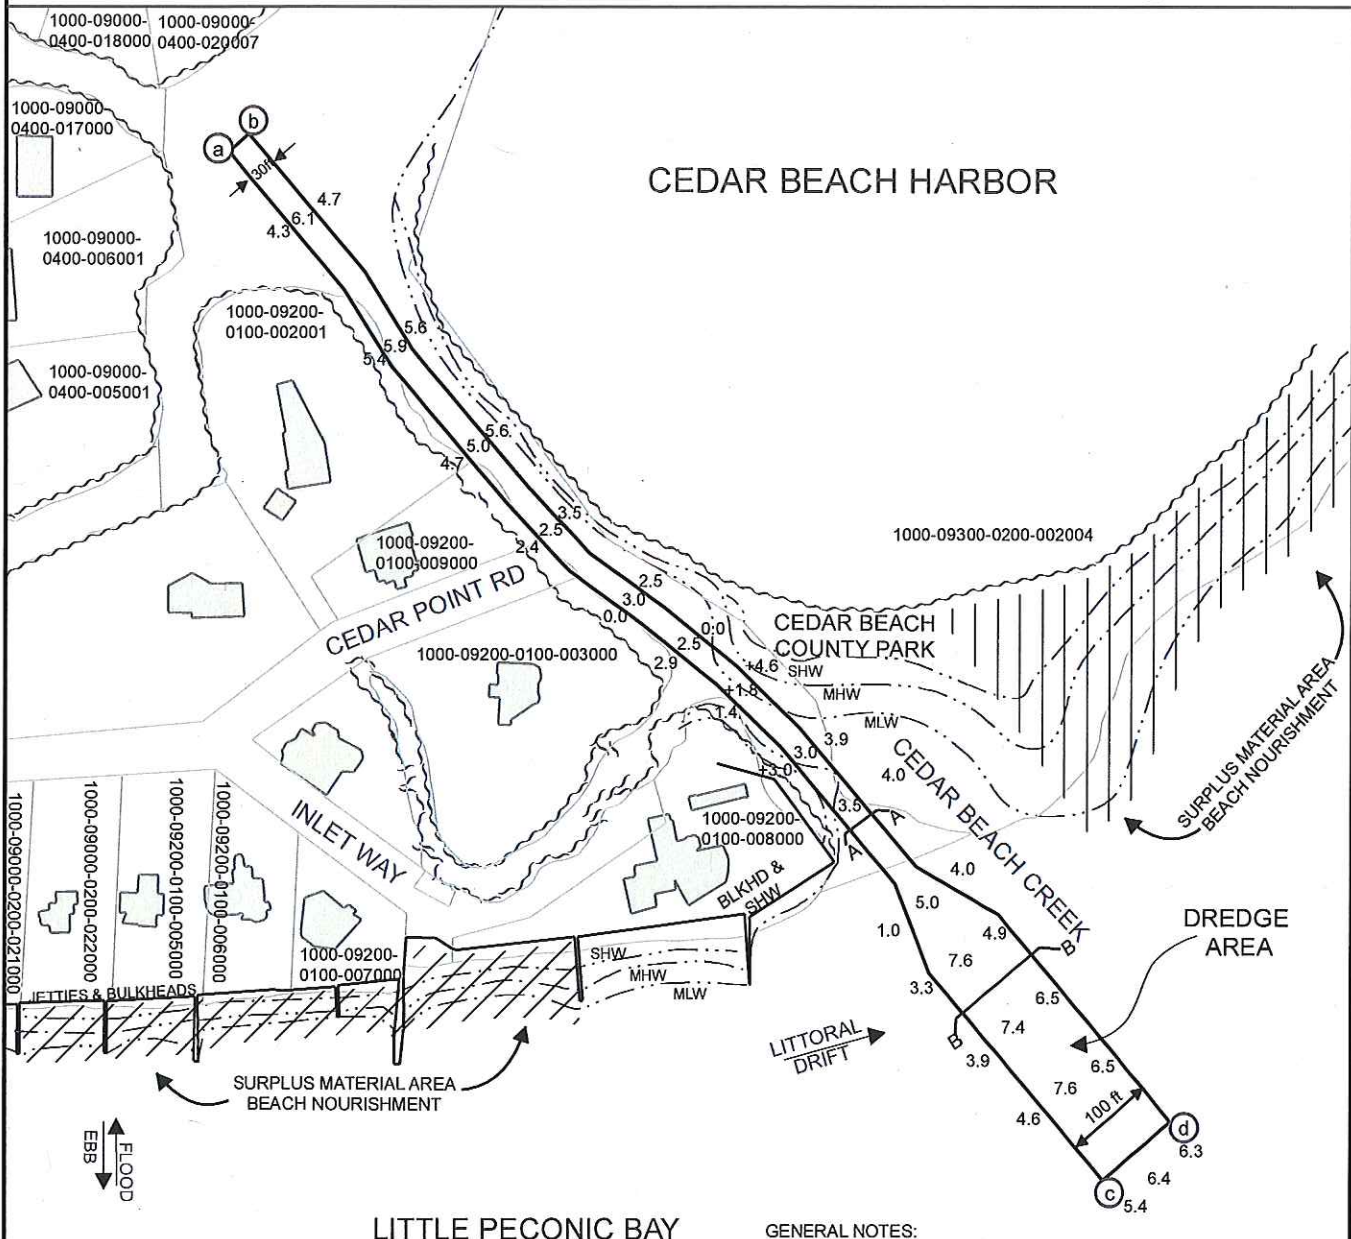 1000-09000-
0400-018000
1000-09000-
0400-020007
1000-09000-
0400-017000
b
a
30ft
4.7
6.1
4.3
CEDAR BEACH HARBOR
1000-09000-
0400-006001
1000-09200-
0100-002001
5.6
5.9
5.4
1000-09000-
0400-005001
5.6
5.0
4.7
3.5
2.5
2.4
1000-09200-
0100-009000
1000-09300-0200-002004
CEDAR POINT RD
2.5
3.0
0.0
0.0
2.5
2.9
CEDAR BEACH
COUNTY PARK
1000-09200-0100-003000
+4.6
SHW
+1.8
MHW
1.4
MLW
SURPLUS MATERIAL AREA
BEACH NOURISHMENT
3.9
3.0
+3.0
4.0
CEDAR BEACH CREEK
3.5
A
A
INLET WAY
1000-09200-
0100-008000
BLKHD &
SHW
4.0
5.0
4.9
1.0
7.6
3.3
B
B
DREDGE
AREA
1000-09000-0200-021000
1000-09000-0200-022000
1000-09200-0100-005000
1000-09200-0100-006000
1000-09200-
0100-007000
JETTIES & BULKHEADS
SHW
MHW
MLW
6.5
7.4
3.9
6.5
7.6
4.6
100 ft
LITTORAL
DRIFT
SURPLUS MATERIAL AREA
BEACH NOURISHMENT
d
6.3
6.4
c
5.4
FLOOD
EBB
LITTLE PECONIC BAY
GENERAL NOTES: